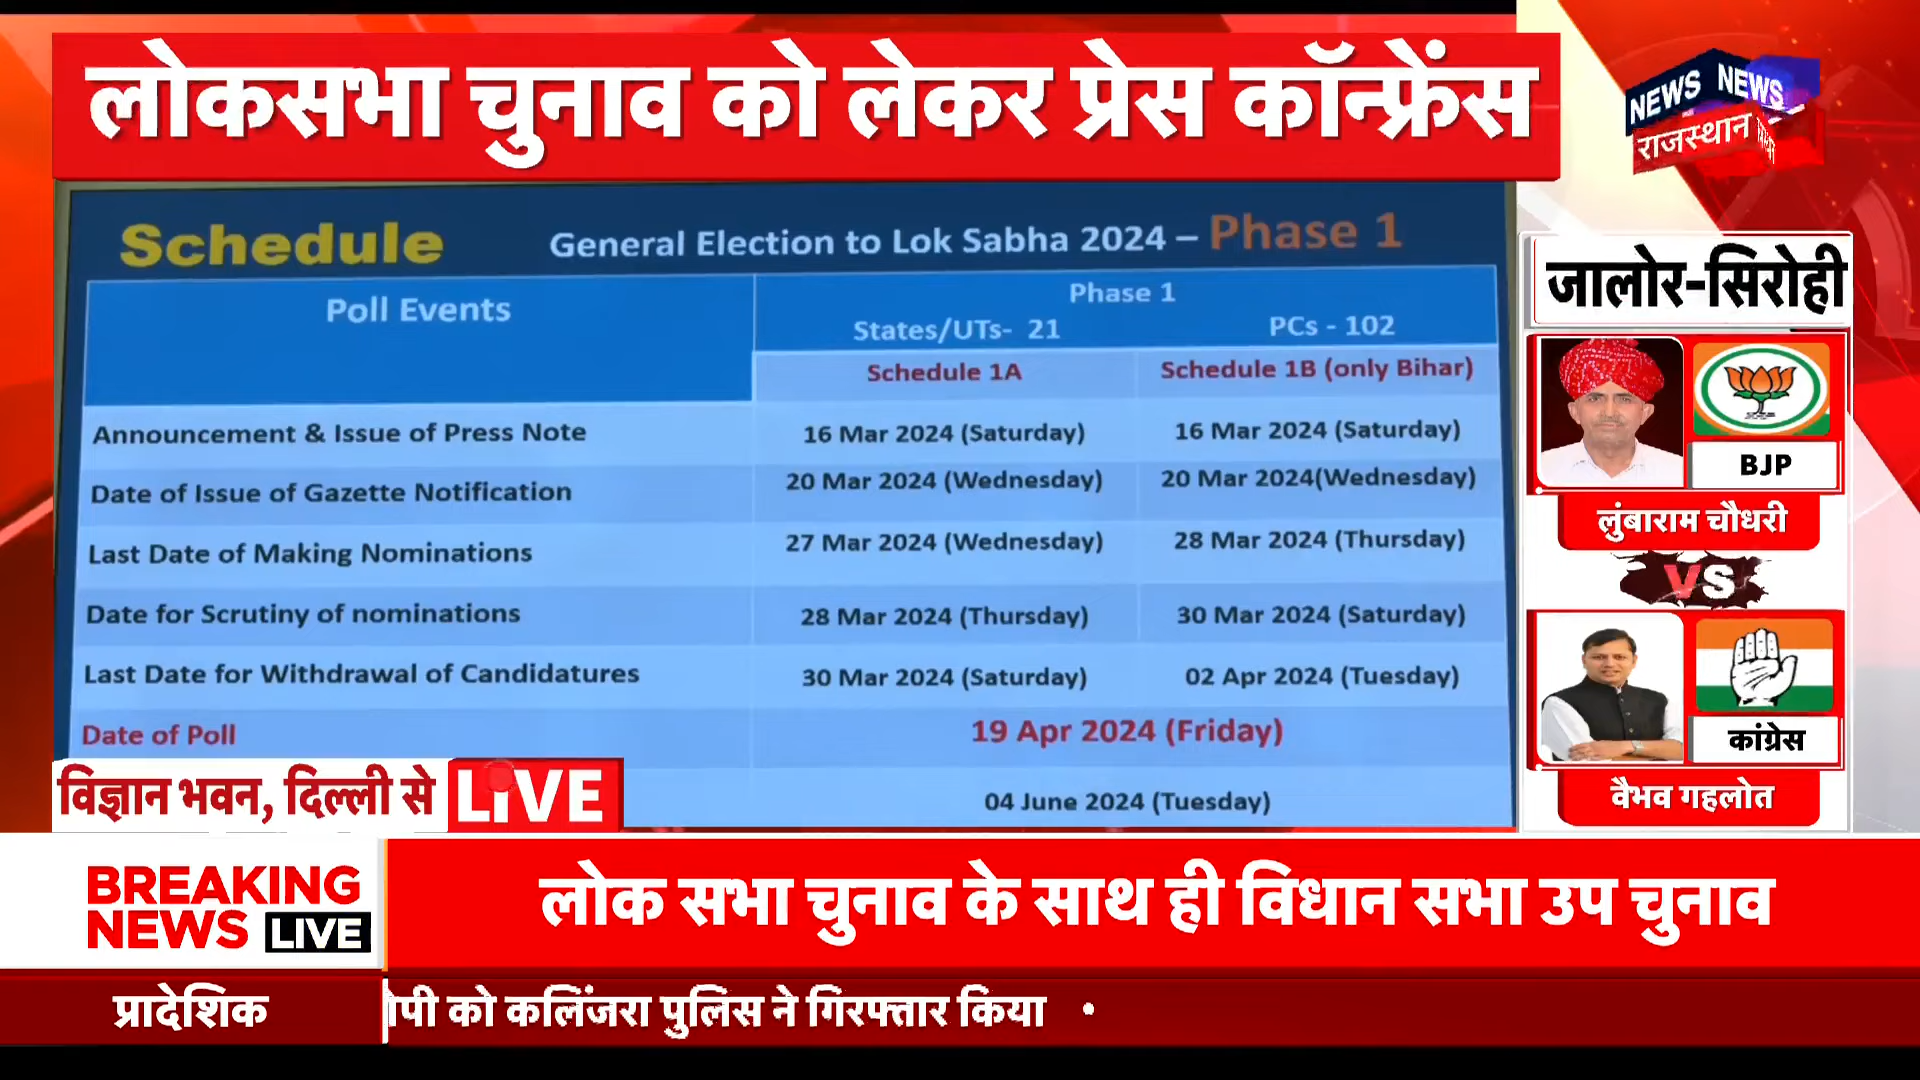 लोकसभा चुनाव को लेकर प्रेस कॉन्फ्रेंस
NEWS NEWS
राजस्थान
Schedule
General Election to Lok Sabha 2024 – Phase 1
Poll Events
Phase 1
States/UTs- 21
PCs - 102
Schedule 1A
Schedule 1B (only Bihar)
Announcement & Issue of Press Note
16 Mar 2024 (Saturday)
16 Mar 2024 (Saturday)
Date of Issue of Gazette Notification
20 Mar 2024 (Wednesday)
20 Mar 2024(Wednesday)
Last Date of Making Nominations
27 Mar 2024 (Wednesday)
28 Mar 2024 (Thursday)
Date for Scrutiny of nominations
28 Mar 2024 (Thursday)
30 Mar 2024 (Saturday)
Last Date for Withdrawal of Candidatures
30 Mar 2024 (Saturday)
02 Apr 2024 (Tuesday)
Date of Poll
19 Apr 2024 (Friday)
04 June 2024 (Tuesday)
जालोर-सिरोही
BJP
लुंबाराम चौधरी
VS
कांग्रेस
वैभव गहलोत
विज्ञान भवन, दिल्ली से
LIVE
BREAKING
NEWS LIVE
लोक सभा चुनाव के साथ ही विधान सभा उप चुनाव
प्रादेशिक
को कलिंजरा पुलिस ने गिरफ्तार किया •